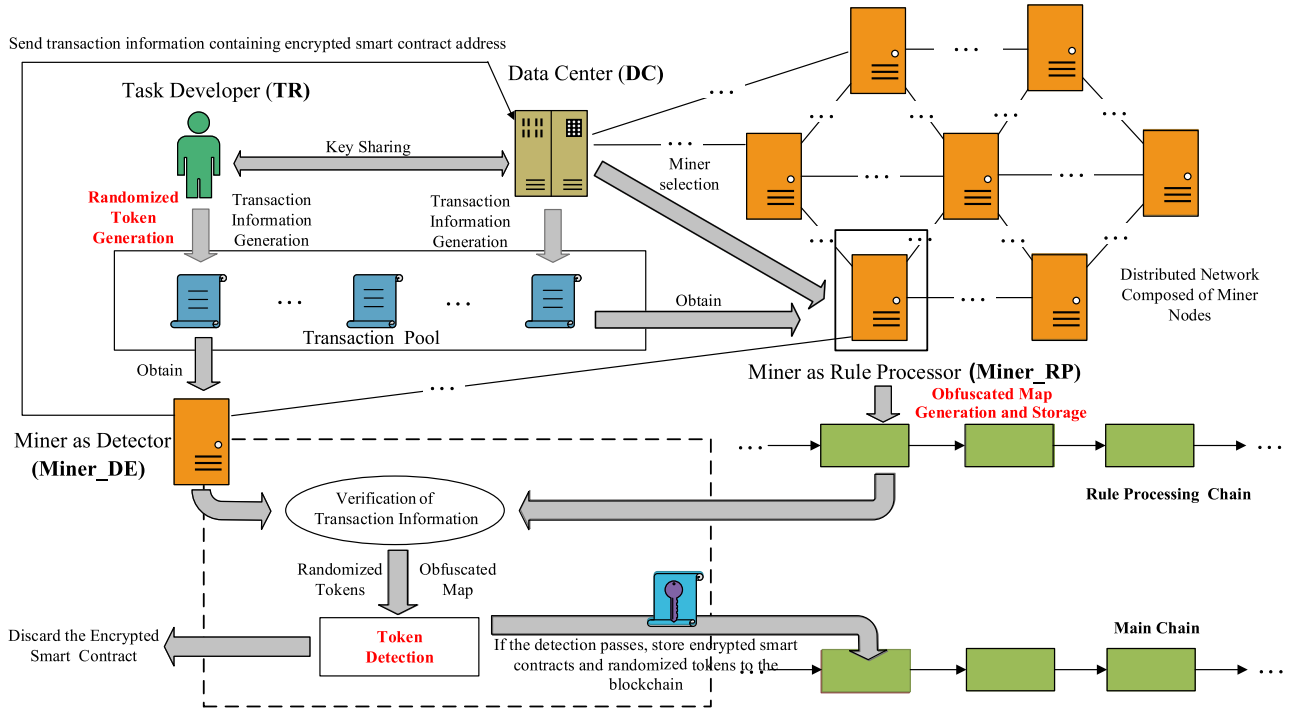 Send transaction information containing encrypted smart contract address
Data Center (DC)
Task Developer (TR)
Key Sharing
Miner
selection
Randomized
Token
Generation
Transaction
Information
Generation
Transaction
Information
Generation
Distributed Network
Composed of Miner
Nodes
Obtain
Transaction Pool
Obtain
Miner as Rule Processor (Miner_RP)
Obfuscated Map
Generation and Storage
Miner as Detector
(Miner_DE)
Rule Processing Chain
Verification of
Transaction Information
Randomized
Tokens
Obfuscated
Map
Discard the Encrypted
Smart Contract
Token
Detection
If the detection passes, store encrypted smart
contracts and randomized tokens to the
blockchain
Main Chain